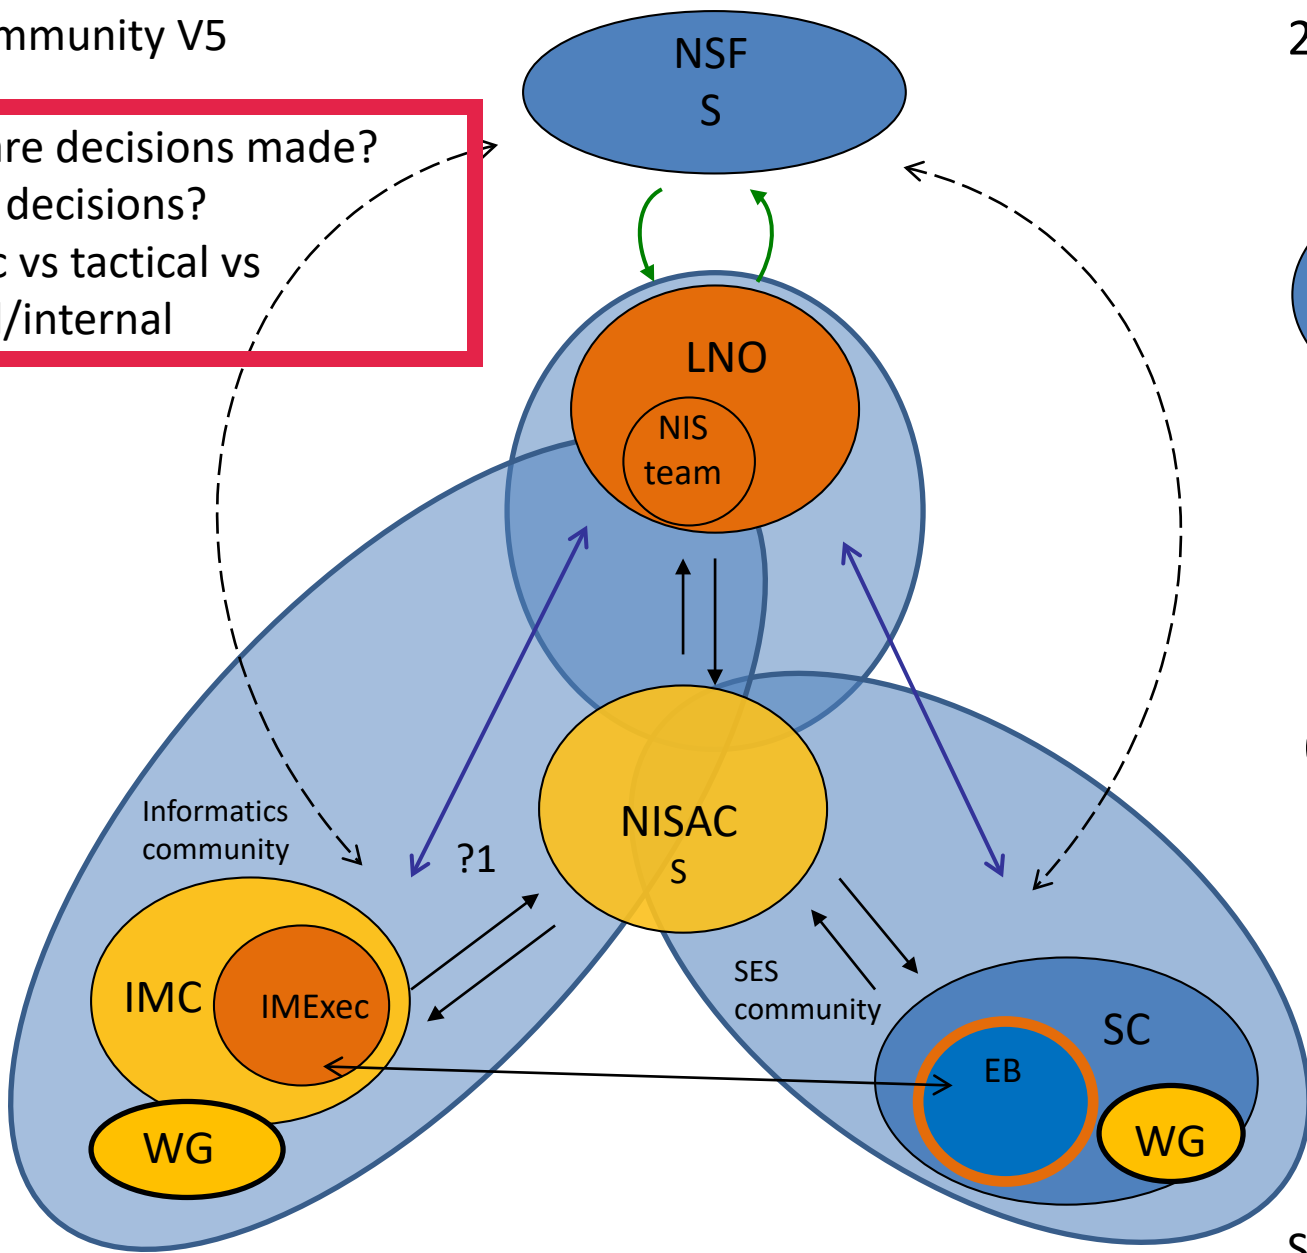 mmunity V5
NSF
S
2
are decisions made?
decisions?
c vs tactical vs
l/internal
LNO
NIS
team
Informatics
community
?1
NISAC
S
IMC
IMExec
SES
community
SC
EB
WG
WG
S